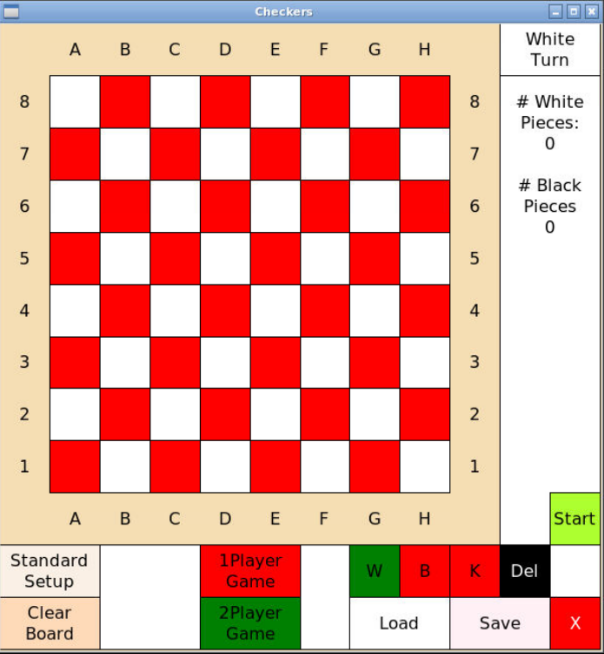 Checkers
A B C D E F G H
White
Turn
8 8
# White
Pieces:
0
7 7
# Black
Pieces
0
6 6
5 5
4 4
3 3
2 2
1 1
A B C D E F G H
Start
Standard
Setup
1Player
Game
W B K Del
Clear
Board
2Player
Game
Load Save X